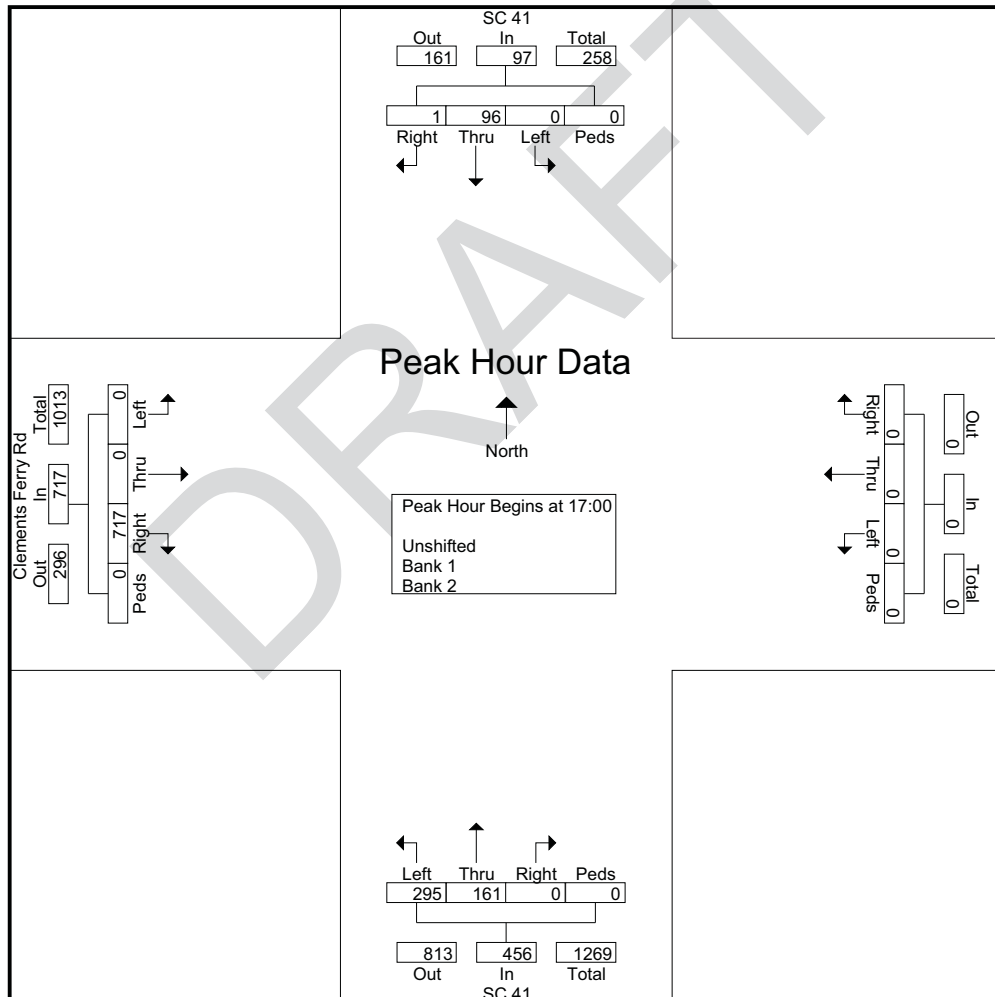 SC 41
Out In Total
161 97 258
1 96 0 0
Right Thru Left Peds
Peak Hour Data
North
Peak Hour Begins at 17:00
Unshifted
Bank 1
Bank 2
Clements Ferry Rd
Out In Total
296 717 1013
0 0 717 0
Left Thru Right Peds
Out In Total
0 0 0
0 0 0 0
Right Thru Left Peds
Left Thru Right Peds
295 161 0 0
813 456 1269
Out In Total
SC 41
DRAFT